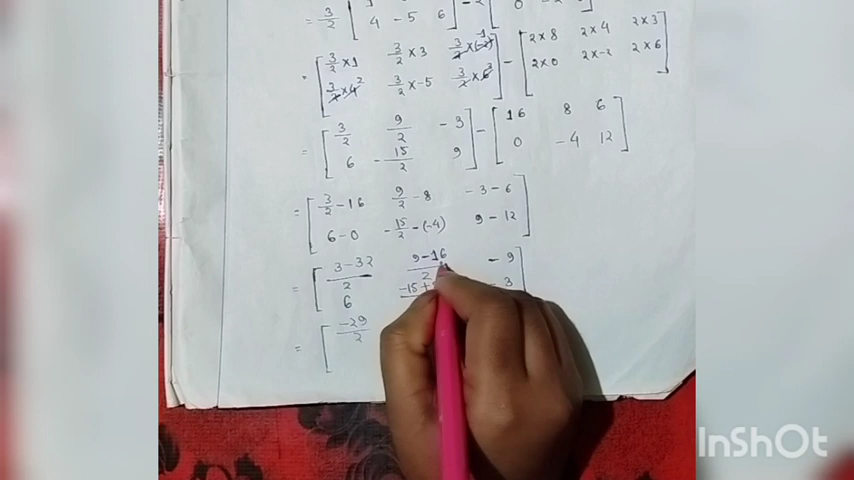 = 3/2 [ 4 -5 6 ] - 2 [ 0
= [ 3/2 × 1 3/2 × 3 3/2 × (-2) -1 ] - [ 2 × 8 2 × 4 2 × 3
3/2 × 4 2 3/2 × -5 3/2 × 6 3 2 × 0 2 × -2 2 × 6 ]
= [ 3/2 9/2 -3 ] - [ 16 8 6 ]
6 -15/2 9 0 -4 12
= [ 3/2 - 16 9/2 - 8 -3 - 6 ]
6 - 0 -15/2 - (-4) 9 - 12
= [ 3 - 32/2 9 - 16/2 - 9 ]
6 -15 + 3
= [ -29/2
InShOt